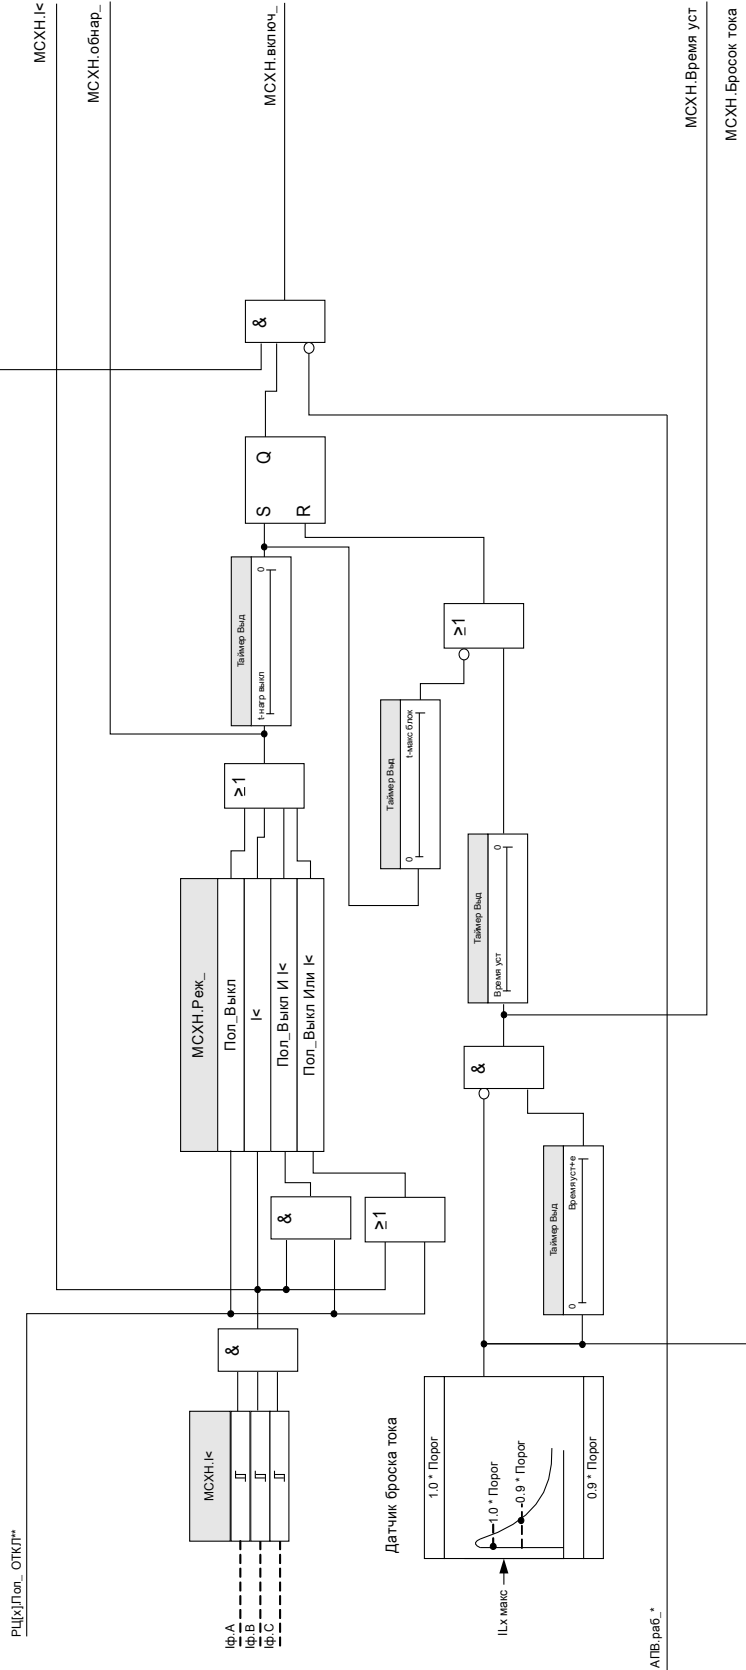 РЦ[x].Пол_ ОТКЛ**
МСХН.I<
МСХН.обнар_
МСХН.включ_
МСХН.Время уст
МСХН.Бросок тока
Iф.А
Iф.В
Iф.С
МСХН.I<
&
&
≥1
МСХН.Реж_
Пол_Выкл
I<
Пол_Выкл И I<
Пол_Выкл Или I<
≥1
Таймер Выд
t-нагр выкл
0
S
R
Q
&
Таймер Выд
0
t-макс блок
≥1
Датчик броска тока
1.0 * Порог
ILx макс
1.0 * Порог
0.9 * Порог
0.9 * Порог
Таймер Выд
0
Время уст+е
&
Таймер Выд
Время уст
0
АПВ.раб_*